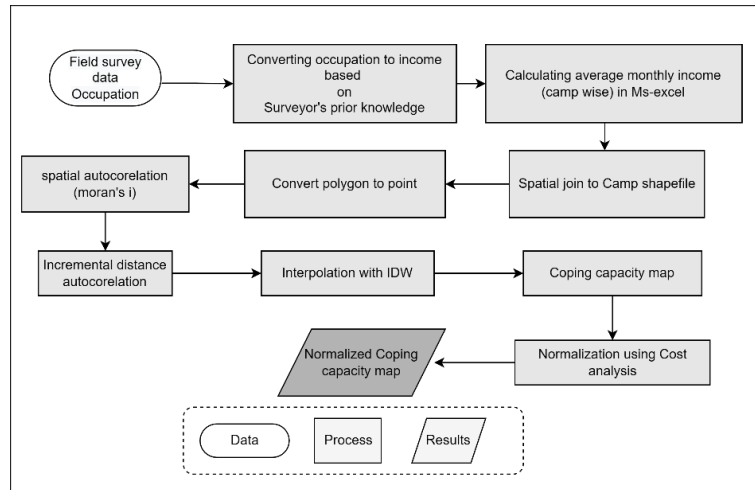 Field survey
data
Occupation
Converting occupation to income
based
on
Surveyor's prior knowledge
Calculating average monthly income
(camp wise) in Ms-excel
Spatial join to Camp shapefile
Convert polygon to point
spatial autocorelation
(moran's i)
Incremental distance
autocorelation
Interpolation with IDW
Coping capacity map
Normalization using Cost
analysis
Normalized Coping
capacity map
Data
Process
Results